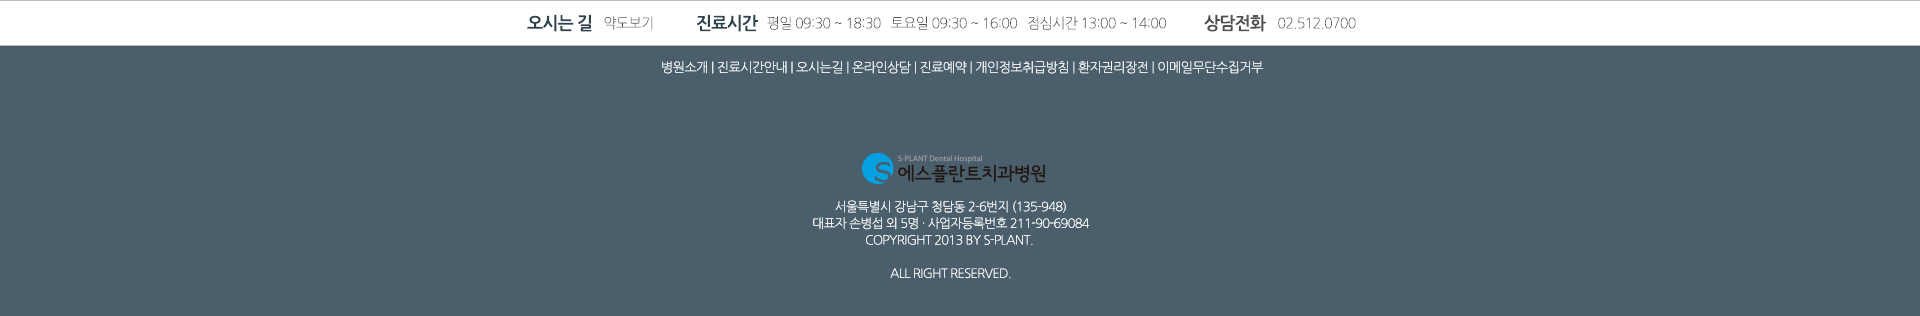 오시는 길 약도보기 진료시간 평일 09:30 ~ 18:30 토요일 09:30 ~ 16:00 점심시간 13:00 ~ 14:00 상담전화 02.512.0700
병원소개 | 진료시간안내 | 오시는길 | 온라인상담 | 진료예약 | 개인정보취급방침 | 환자권리장전 | 이메일무단수집거부
S-PLANT Dental Hospital
에스플란트치과병원
서울특별시 강남구 청담동 2-6번지 (135-948)
대표자 손병섭 외 5명 · 사업자등록번호 211-90-69084
COPYRIGHT 2013 BY S-PLANT.
ALL RIGHT RESERVED.